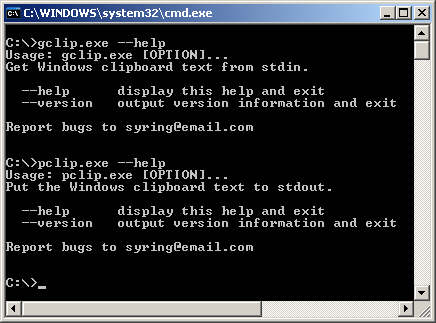 C:\WINDOWS\system32\cmd.exe
C:\>gclip.exe --help
Usage: gclip.exe [OPTION]...
Get Windows clipboard text from stdin.
--help      display this help and exit
--version   output version information and exit
Report bugs to syring@email.com
C:\>pclip.exe --help
Usage: pclip.exe [OPTION]...
Put the Windows clipboard text to stdout.
--help      display this help and exit
--version   output version information and exit
Report bugs to syring@email.com
C:\>_